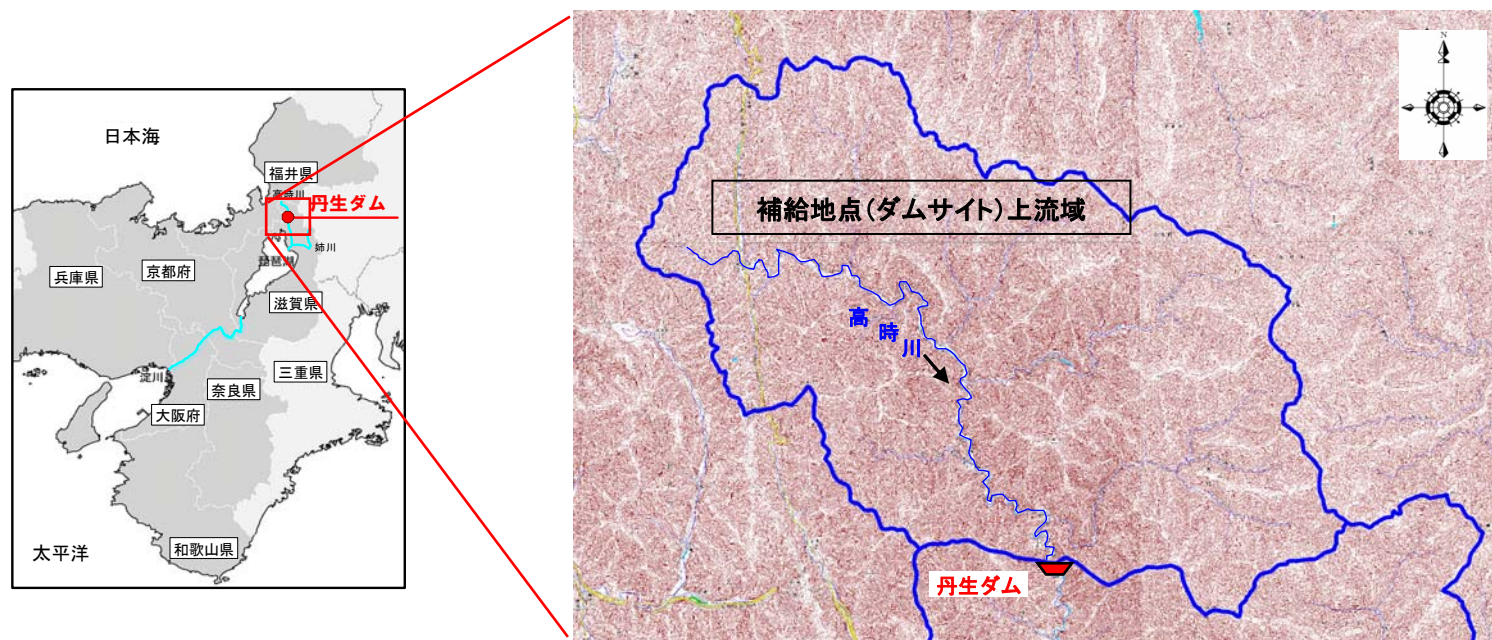 日本海
福井県
高時川
丹生ダム
姉川
琵琶湖
兵庫県
京都府
滋賀県
三重県
淀川
奈良県
大阪府
和歌山県
太平洋
N
補給地点(ダムサイト)上流域
高時川
丹生ダム